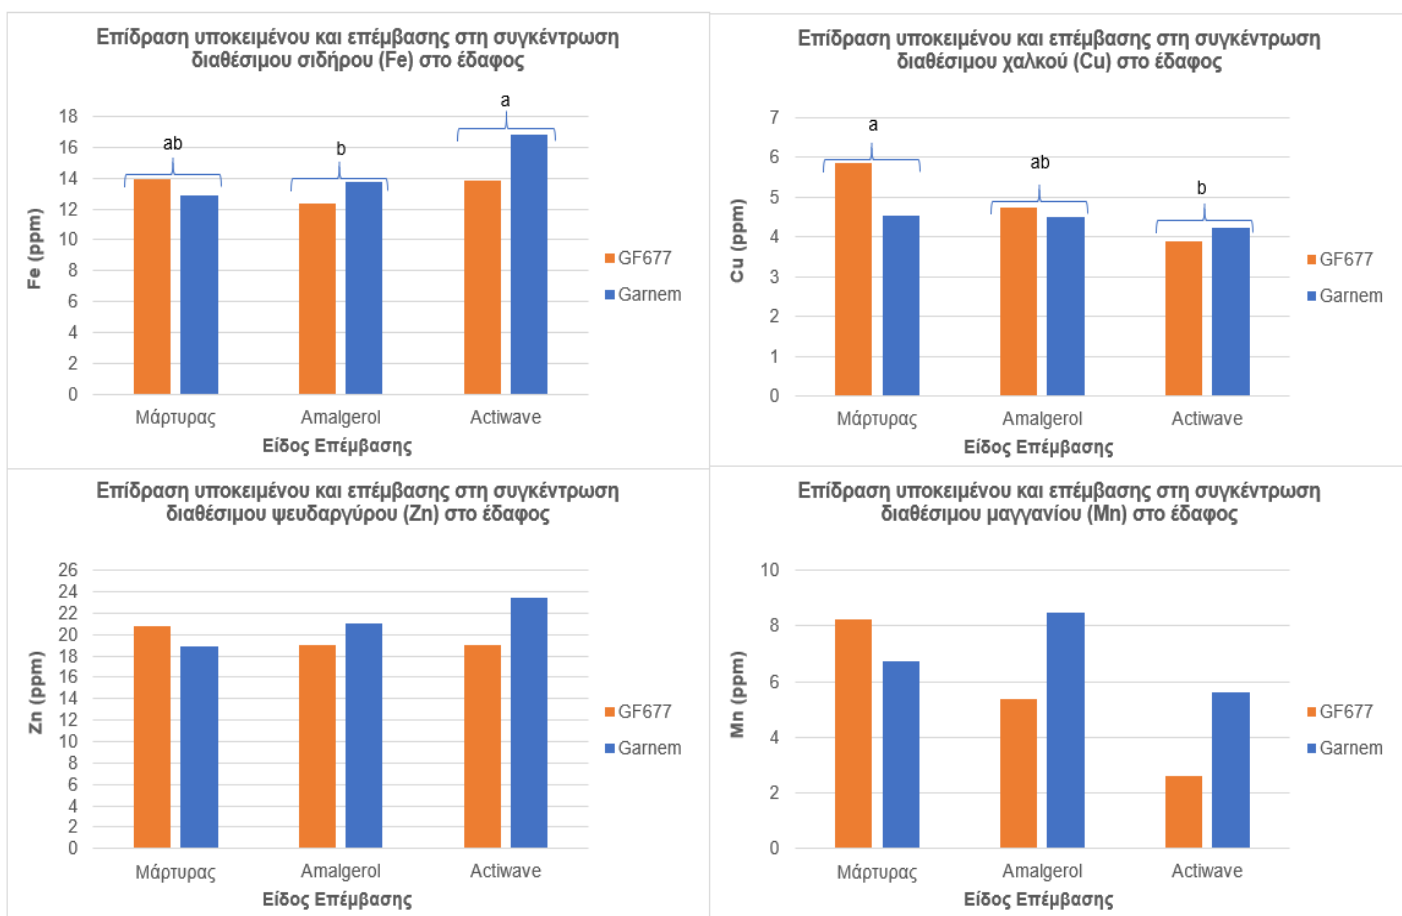 Επίδραση υποκειμένου και επέμβασης στη συγκέντρωση
διαθέσιμου σιδήρου (Fe) στο έδαφος
18
16
14
12
10
8
6
4
2
0
Fe (ppm)
ab
b
a
Μάρτυρας
Amalgerol
Actiwave
Είδος Επέμβασης
GF677
Garnem
Επίδραση υποκειμένου και επέμβασης στη συγκέντρωση
διαθέσιμου χαλκού (Cu) στο έδαφος
7
6
5
4
3
2
1
0
Cu (ppm)
a
ab
b
Μάρτυρας
Amalgerol
Actiwave
Είδος Επέμβασης
GF677
Garnem
Επίδραση υποκειμένου και επέμβασης στη συγκέντρωση
διαθέσιμου ψευδαργύρου (Zn) στο έδαφος
26
24
22
20
18
16
14
12
10
8
6
4
2
0
Zn (ppm)
Μάρτυρας
Amalgerol
Actiwave
Είδος Επέμβασης
GF677
Garnem
Επίδραση υποκειμένου και επέμβασης στη συγκέντρωση
διαθέσιμου μαγγανίου (Mn) στο έδαφος
10
8
6
4
2
0
Mn (ppm)
Μάρτυρας
Amalgerol
Actiwave
Είδος Επέμβασης
GF677
Garnem